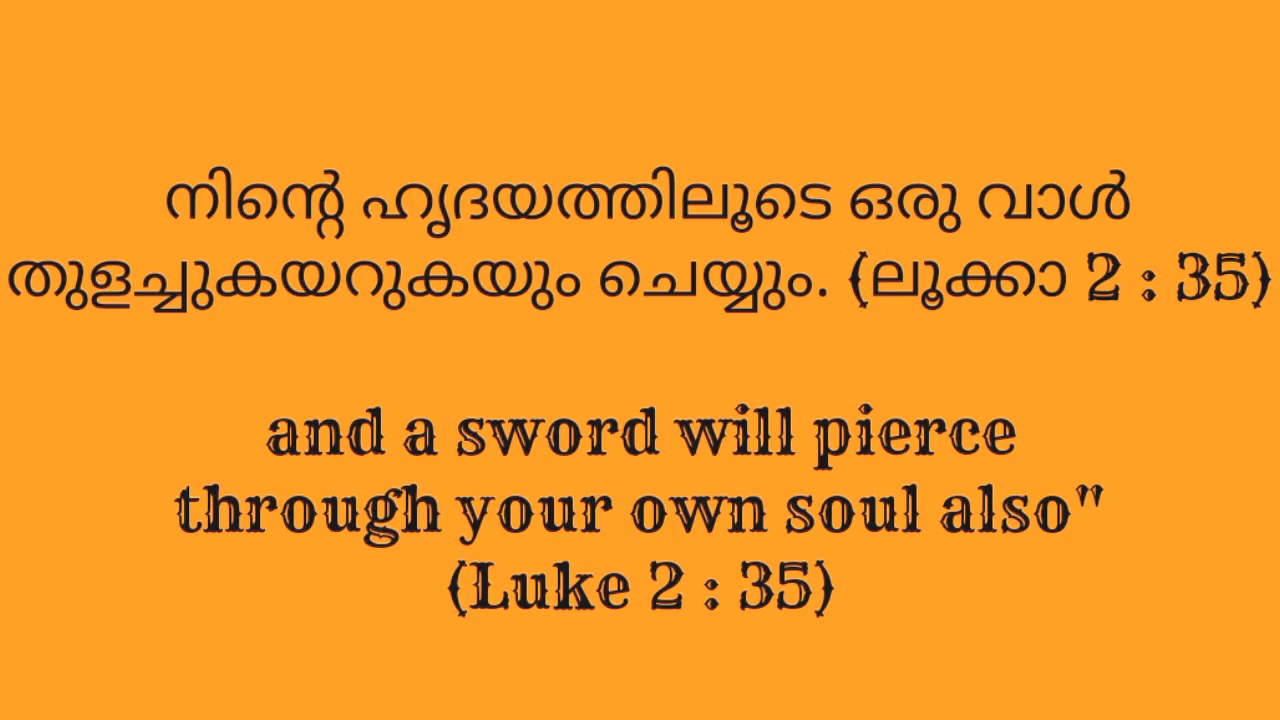 നിന്റെ ഹൃദയത്തിലൂടെ ഒരു വാൾ
തുളച്ചുകയറുകയും ചെയ്യും. (ലൂക്കാ 2 : 35)
and a sword will pierce
through your own soul also"
(Luke 2 : 35)